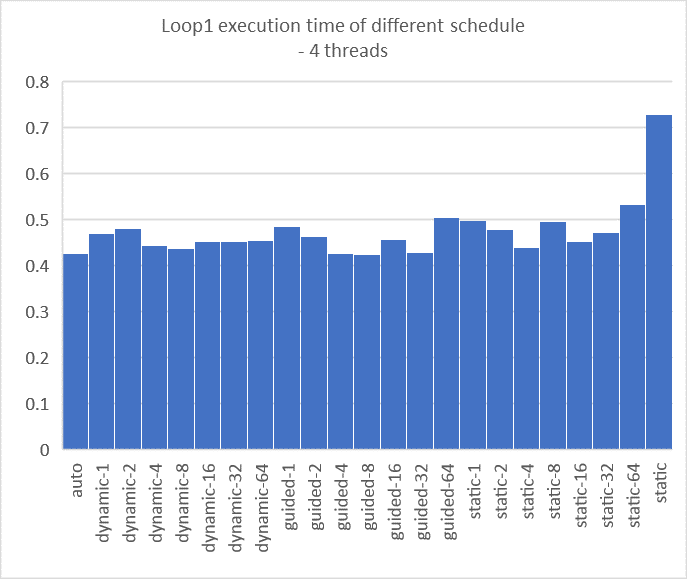 Loop1 execution time of different schedule
- 4 threads
0.8
0.7
0.6
0.5
0.4
0.3
0.2
0.1
0
auto
dynamic-1
dynamic-2
dynamic-4
dynamic-8
dynamic-16
dynamic-32
dynamic-64
guided-1
guided-2
guided-4
guided-8
guided-16
guided-32
guided-64
static-1
static-2
static-4
static-8
static-16
static-32
static-64
static